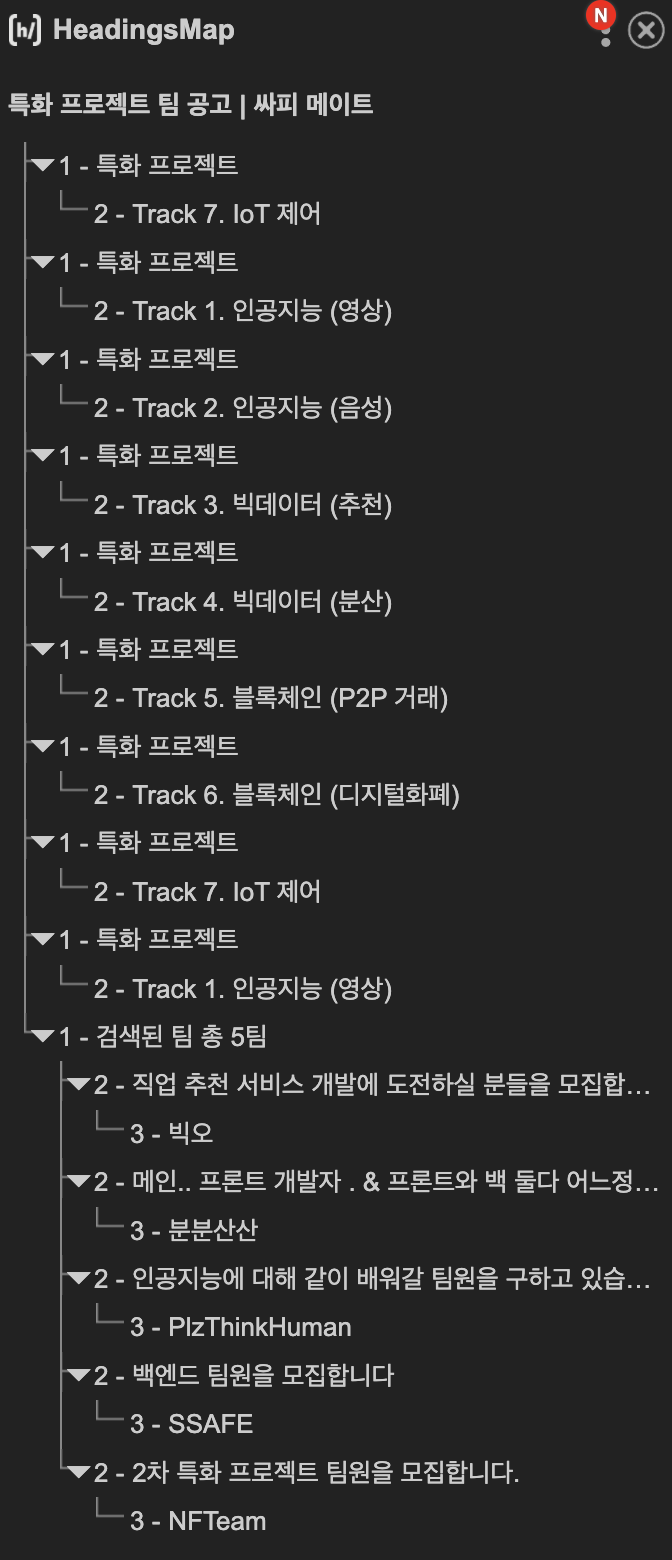 [h/] HeadingsMap
N
특화 프로젝트 팀 공고 | 싸피 메이트
1 - 특화 프로젝트
2 - Track 7. IoT 제어
1 - 특화 프로젝트
2 - Track 1. 인공지능 (영상)
1 - 특화 프로젝트
2 - Track 2. 인공지능 (음성)
1 - 특화 프로젝트
2 - Track 3. 빅데이터 (추천)
1 - 특화 프로젝트
2 - Track 4. 빅데이터 (분산)
1 - 특화 프로젝트
2 - Track 5. 블록체인 (P2P 거래)
1 - 특화 프로젝트
2 - Track 6. 블록체인 (디지털화폐)
1 - 특화 프로젝트
2 - Track 7. IoT 제어
1 - 특화 프로젝트
2 - Track 1. 인공지능 (영상)
1 - 검색된 팀 총 5팀
2 - 직업 추천 서비스 개발에 도전하실 분들을 모집합...
3 - 빅오
2 - 메인.. 프론트 개발자 . & 프론트와 백 둘다 어느정...
3 - 분분산산
2 - 인공지능에 대해 같이 배워갈 팀원을 구하고 있습...
3 - PlzThinkHuman
2 - 백엔드 팀원을 모집합니다
3 - SSAFE
2 - 2차 특화 프로젝트 팀원을 모집합니다.
3 - NFTeam